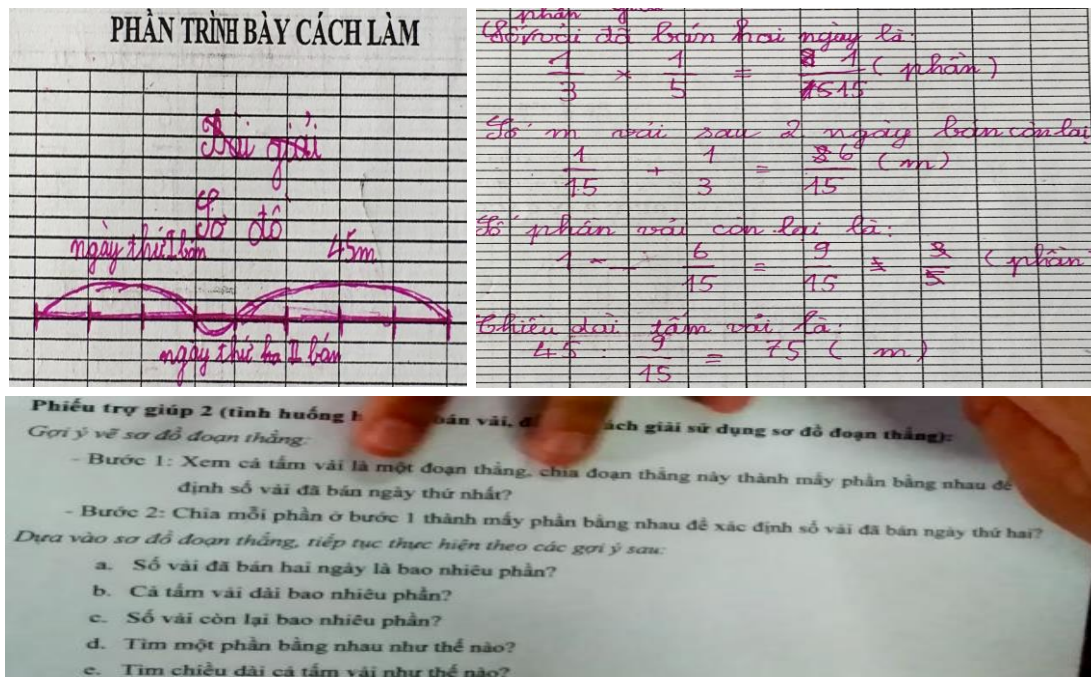 PHẦN TRÌNH BÀY CÁCH LÀM
Bài giải
Sơ đồ
ngày thứ I bán 45m
ngày thứ ba II bán
phần
Số vải đã bán hai ngày là:
1/3 × 1/5 = 1/15 (phần)
Số m vải sau 2 ngày bán còn lại
1/15 + 1/3 = 6/15 (m)
Số phần vải còn lại là:
1 - 6/15 = 9/15 = 3/5 (phần
Chiều dài tấm vải là:
45 : 9/15 = 75 (m)
Phiếu trợ giúp 2 (tình huống oán vải, ách giải sử dụng sơ đồ đoạn thẳng):
Gợi ý vẽ sơ đồ đoạn thẳng:
- Bước 1: Xem cả tấm vải là một đoạn thẳng, chia đoạn thẳng này thành mấy phần bằng nhau để
định số vải đã bán ngày thứ nhất?
- Bước 2: Chia mỗi phần ở bước 1 thành mấy phần bằng nhau để xác định số vải đã bán ngày thứ hai?
Dựa vào sơ đồ đoạn thẳng, tiếp tục thực hiện theo các gợi ý sau:
a. Số vải đã bán hai ngày là bao nhiêu phần?
b. Cả tấm vải dài bao nhiêu phần?
c. Số vải còn lại bao nhiêu phần?
d. Tìm một phần bằng nhau như thế nào?
e. Tìm chiều dài cả tấm vải như thế nào?